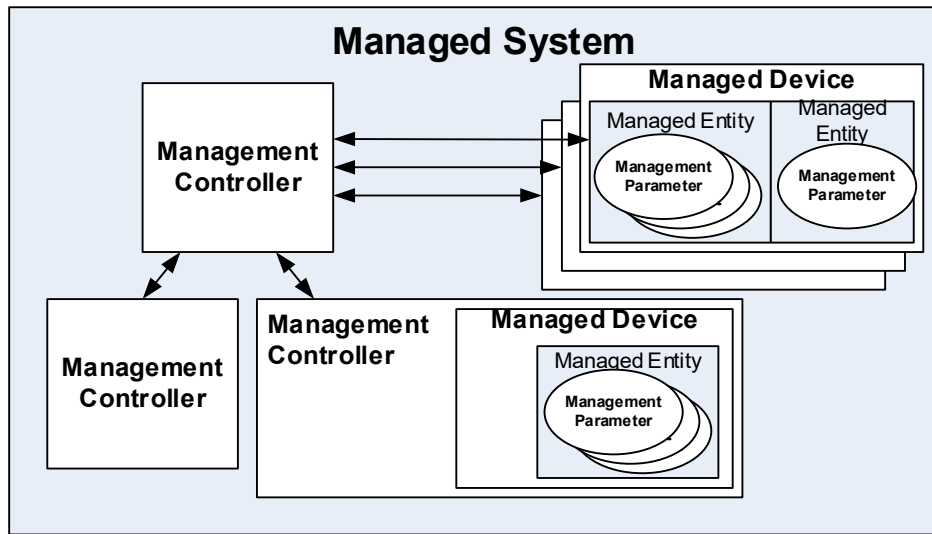 Managed System
Managed Device
Managed Entity
Management
Parameter
Managed
Entity
Management
Parameter
Management
Controller
Management
Controller
Management
Controller
Managed Device
Managed Entity
Management
Parameter